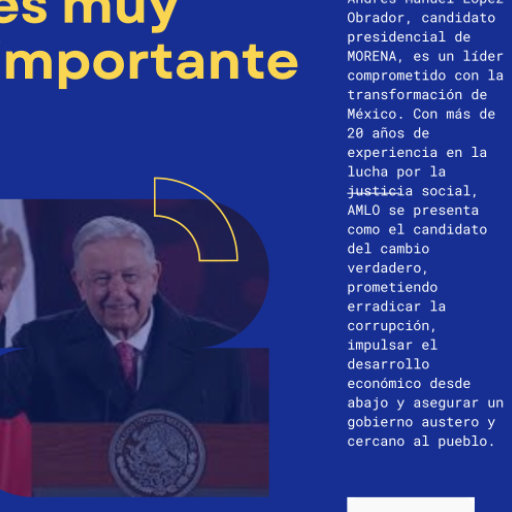 es muy
importante
Andrés Manuel López
Obrador, candidato
presidencial de
MORENA, es un líder
comprometido con la
transformación de
México. Con más de
20 años de
experiencia en la
lucha por la
justicia social,
AMLO se presenta
como el candidato
del cambio
verdadero,
prometiendo
erradicar la
corrupción,
impulsar el
desarrollo
económico desde
abajo y asegurar un
gobierno austero y
cercano al pueblo.